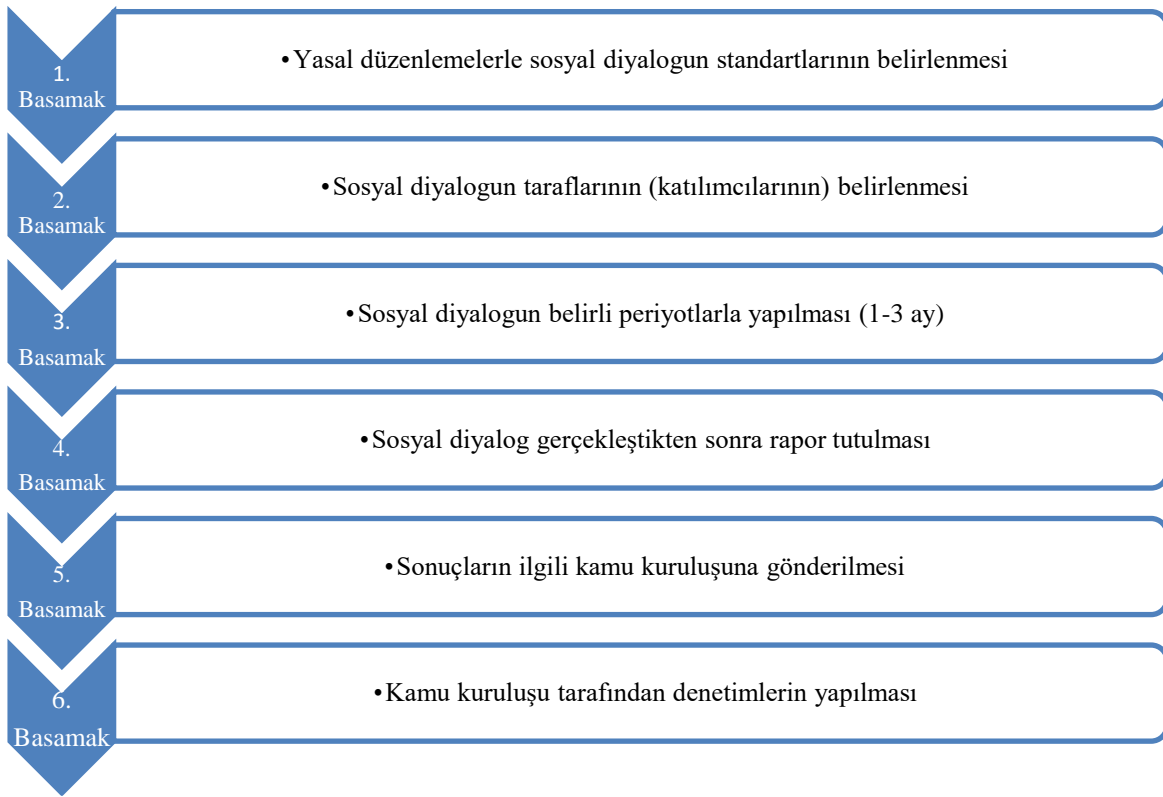 1.
Basamak
•Yasal düzenlemelerle sosyal diyalogun standartlarının belirlenmesi
2.
Basamak
•Sosyal diyalogun taraflarının (katılımcılarının) belirlenmesi
3.
Basamak
•Sosyal diyalogun belirli periyotlarla yapılması (1-3 ay)
4.
Basamak
•Sosyal diyalog gerçekleştikten sonra rapor tutulması
5.
Basamak
•Sonuçların ilgili kamu kuruluşuna gönderilmesi
6.
Basamak
•Kamu kuruluşu tarafından denetimlerin yapılması